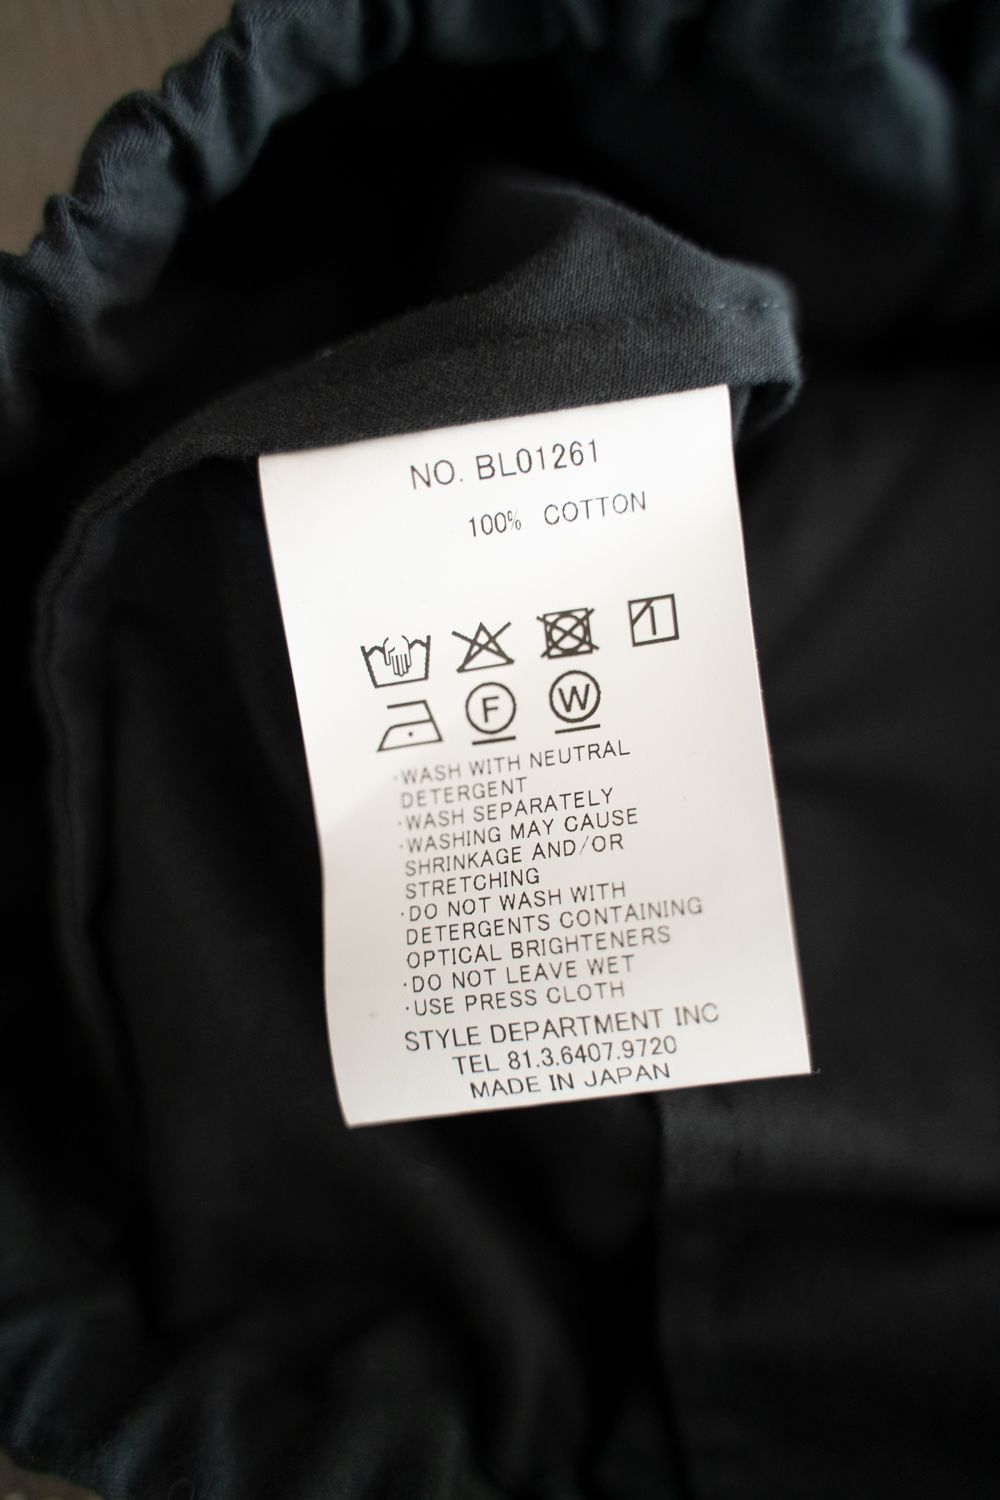 NO. BL01261
100% COTTON
F W
·WASH WITH NEUTRAL
DETERGENT
·WASH SEPARATELY
·WASHING MAY CAUSE
SHRINKAGE AND/OR
STRETCHING
·DO NOT WASH WITH
DETERGENTS CONTAINING
OPTICAL BRIGHTENERS
·DO NOT LEAVE WET
·USE PRESS CLOTH
STYLE DEPARTMENT INC
TEL 81.3.6407.9720
MADE IN JAPAN